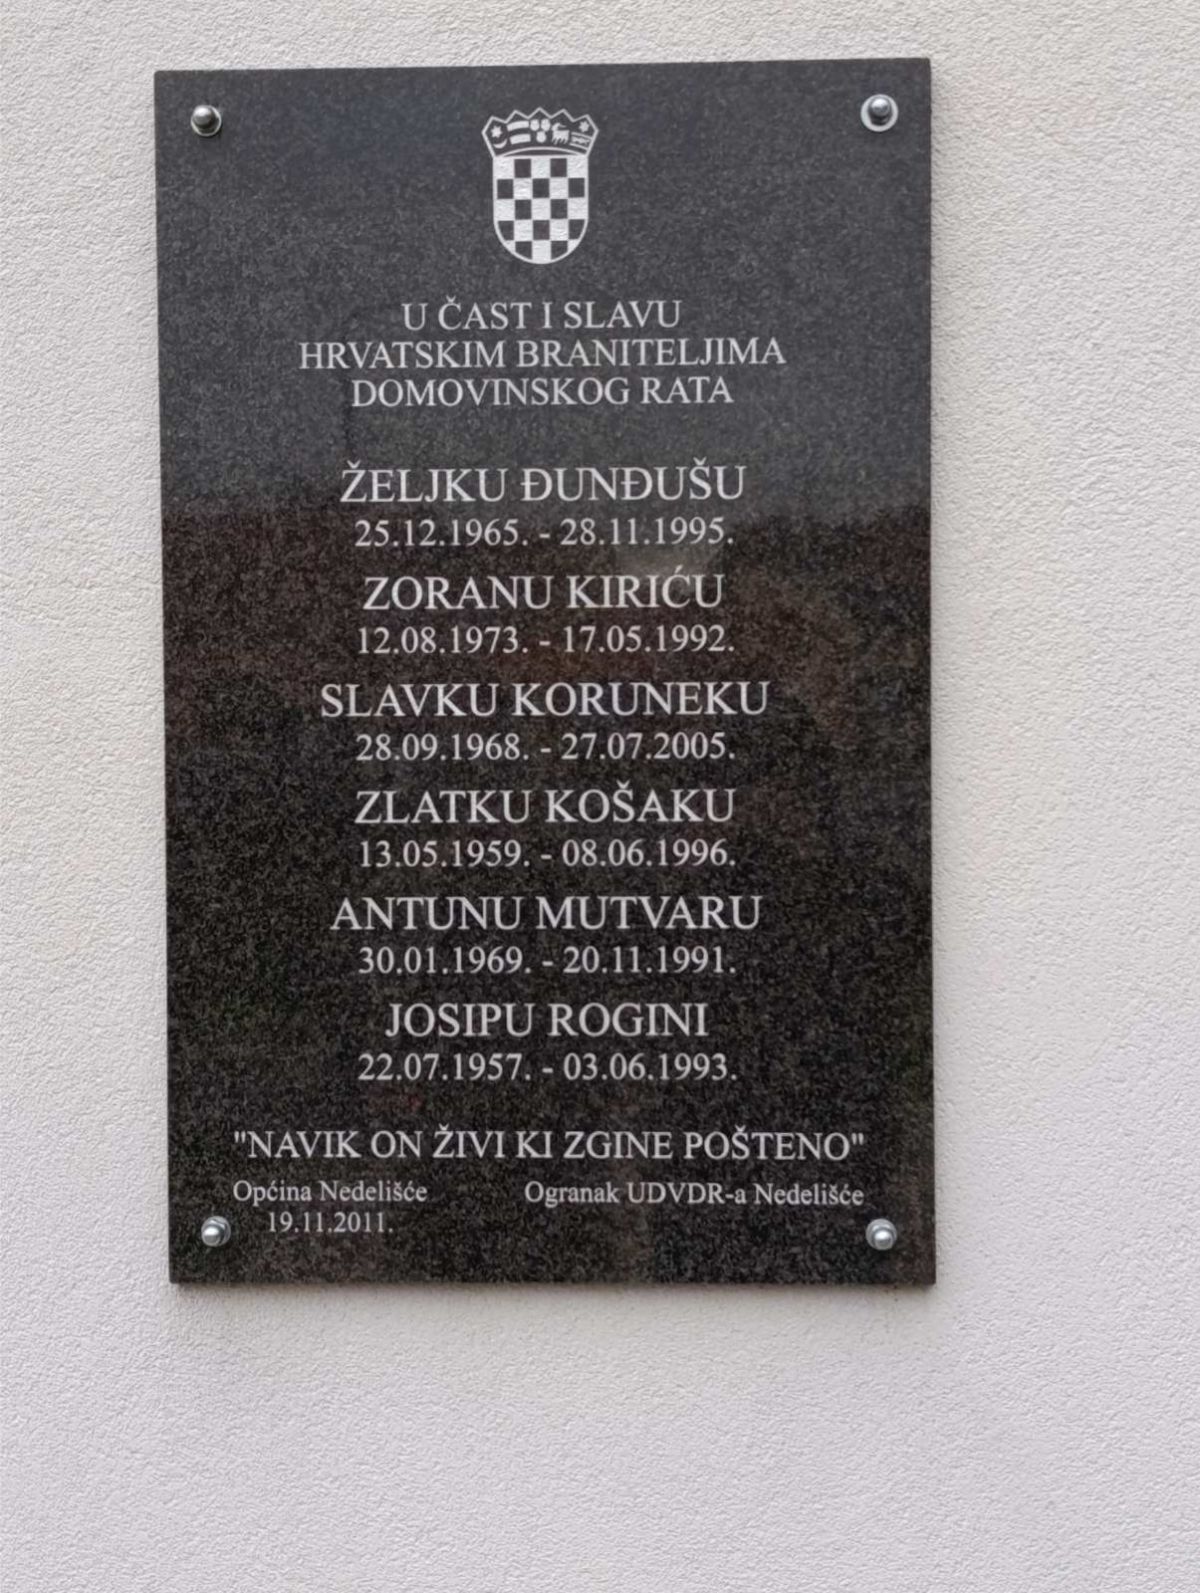 U ČAST I SLAVU
HRVATSKIM BRANITELJIMA
DOMOVINSKOG RATA
ŽELJKU ĐUNĐUŠU
25.12.1965. - 28.11.1995.
ZORANU KIRIĆU
12.08.1973. - 17.05.1992.
SLAVKU KORUNEKU
28.09.1968. - 27.07.2005.
ZLATKU KOŠAKU
13.05.1959. - 08.06.1996.
ANTUNU MUTVARU
30.01.1969. - 20.11.1991.
JOSIPU ROGINI
22.07.1957. - 03.06.1993.
"NAVIK ON ŽIVI KI ZGINE POŠTENO"
Općina Nedelišće Ogranak UDVDR-a Nedelišće
19.11.2011.